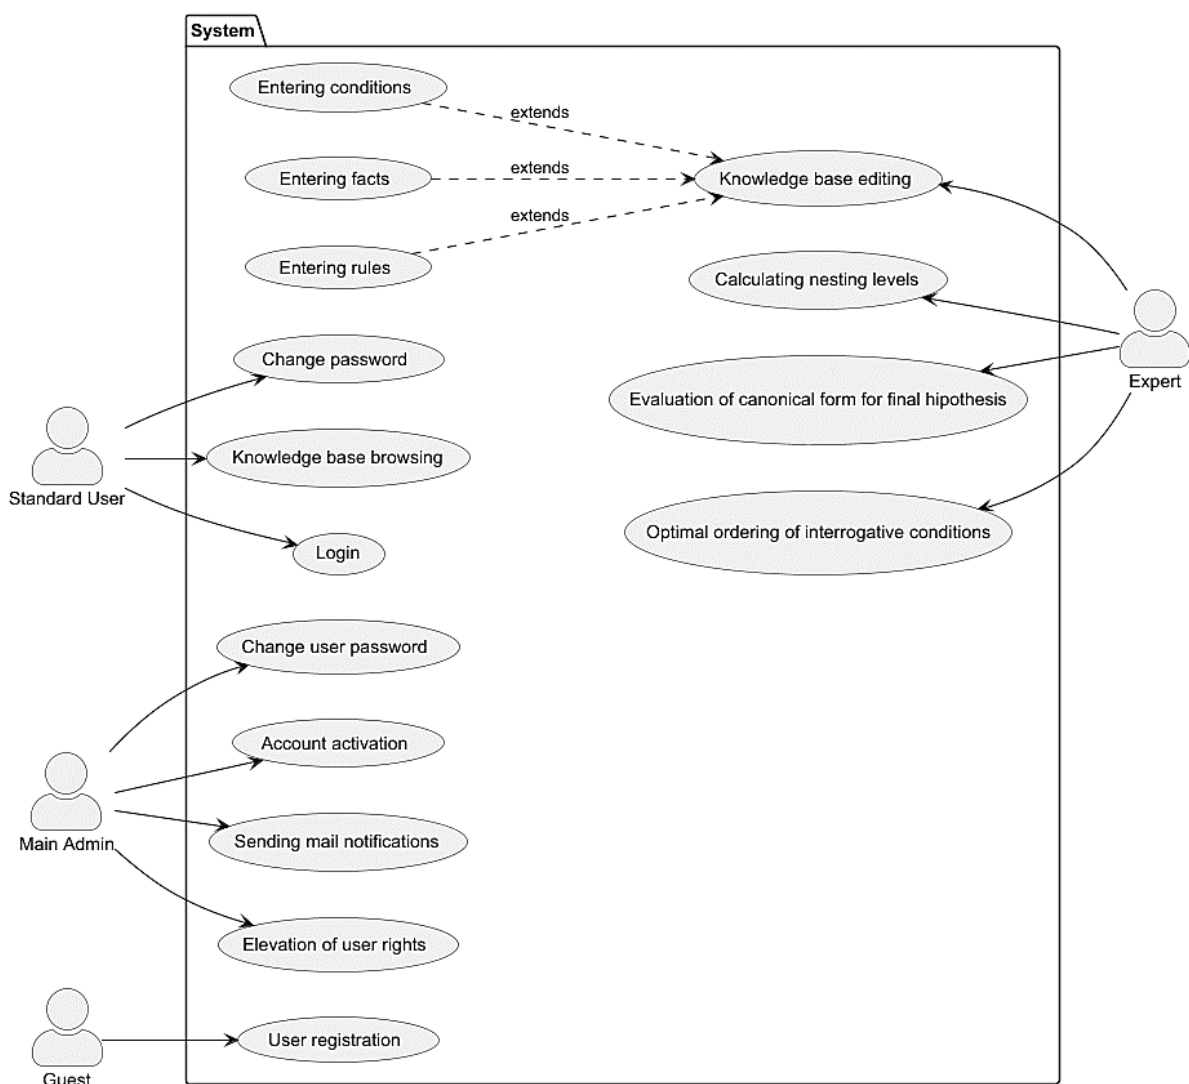 System
Entering conditions
extends
Entering facts
extends
Knowledge base editing
extends
Entering rules
Calculating nesting levels
Change password
Expert
Evaluation of canonical form for final hipothesis
Knowledge base browsing
Standard User
Optimal ordering of interrogative conditions
Login
Change user password
Account activation
Main Admin
Sending mail notifications
Elevation of user rights
User registration
Guest